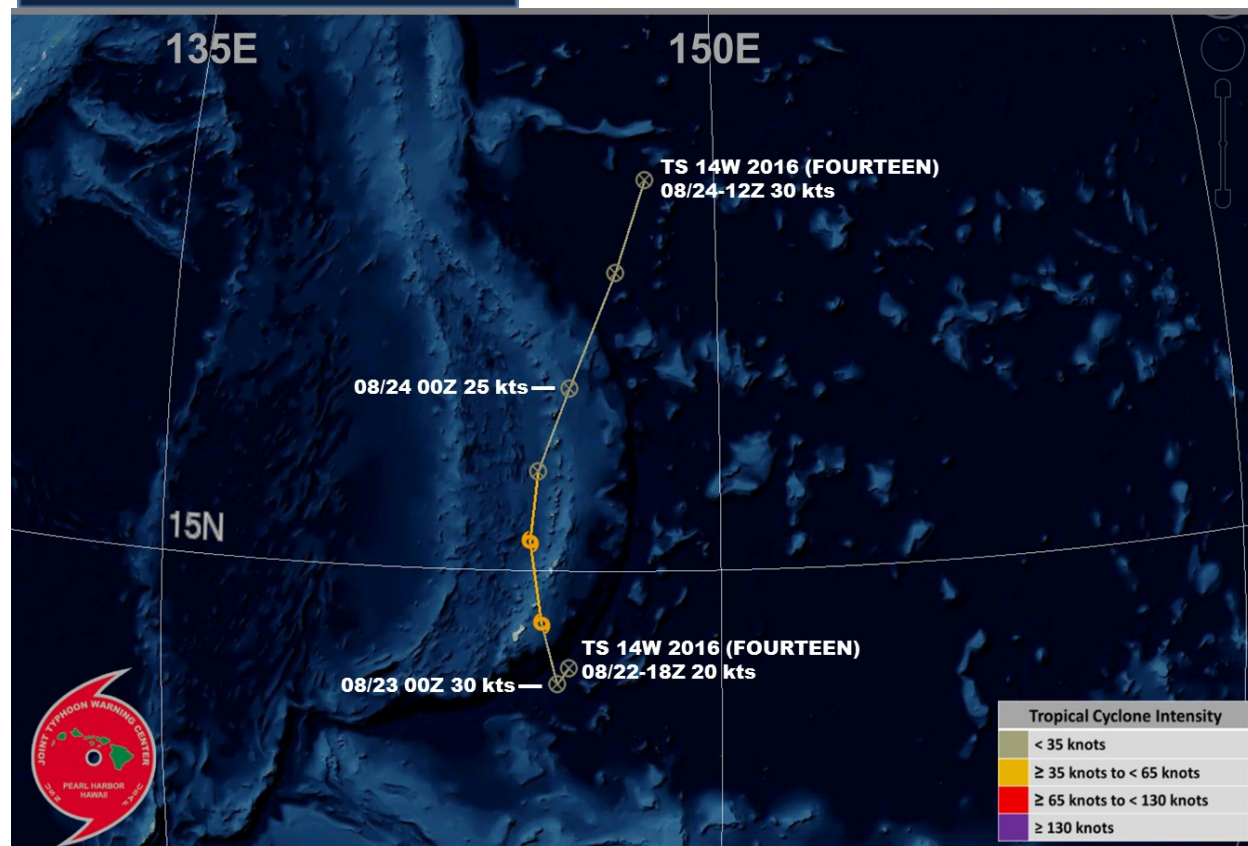 135E
150E
TS 14W 2016 (FOURTEEN)
08/24-12Z 30 kts
08/24 00Z 25 kts
15N
TS 14W 2016 (FOURTEEN)
08/22-18Z 20 kts
08/23 00Z 30 kts
JOINT TYPHOON WARNING CENTER
PEARL HARBOR
HAWAII
Tropical Cyclone Intensity
< 35 knots
≥ 35 knots to < 65 knots
≥ 65 knots to < 130 knots
≥ 130 knots